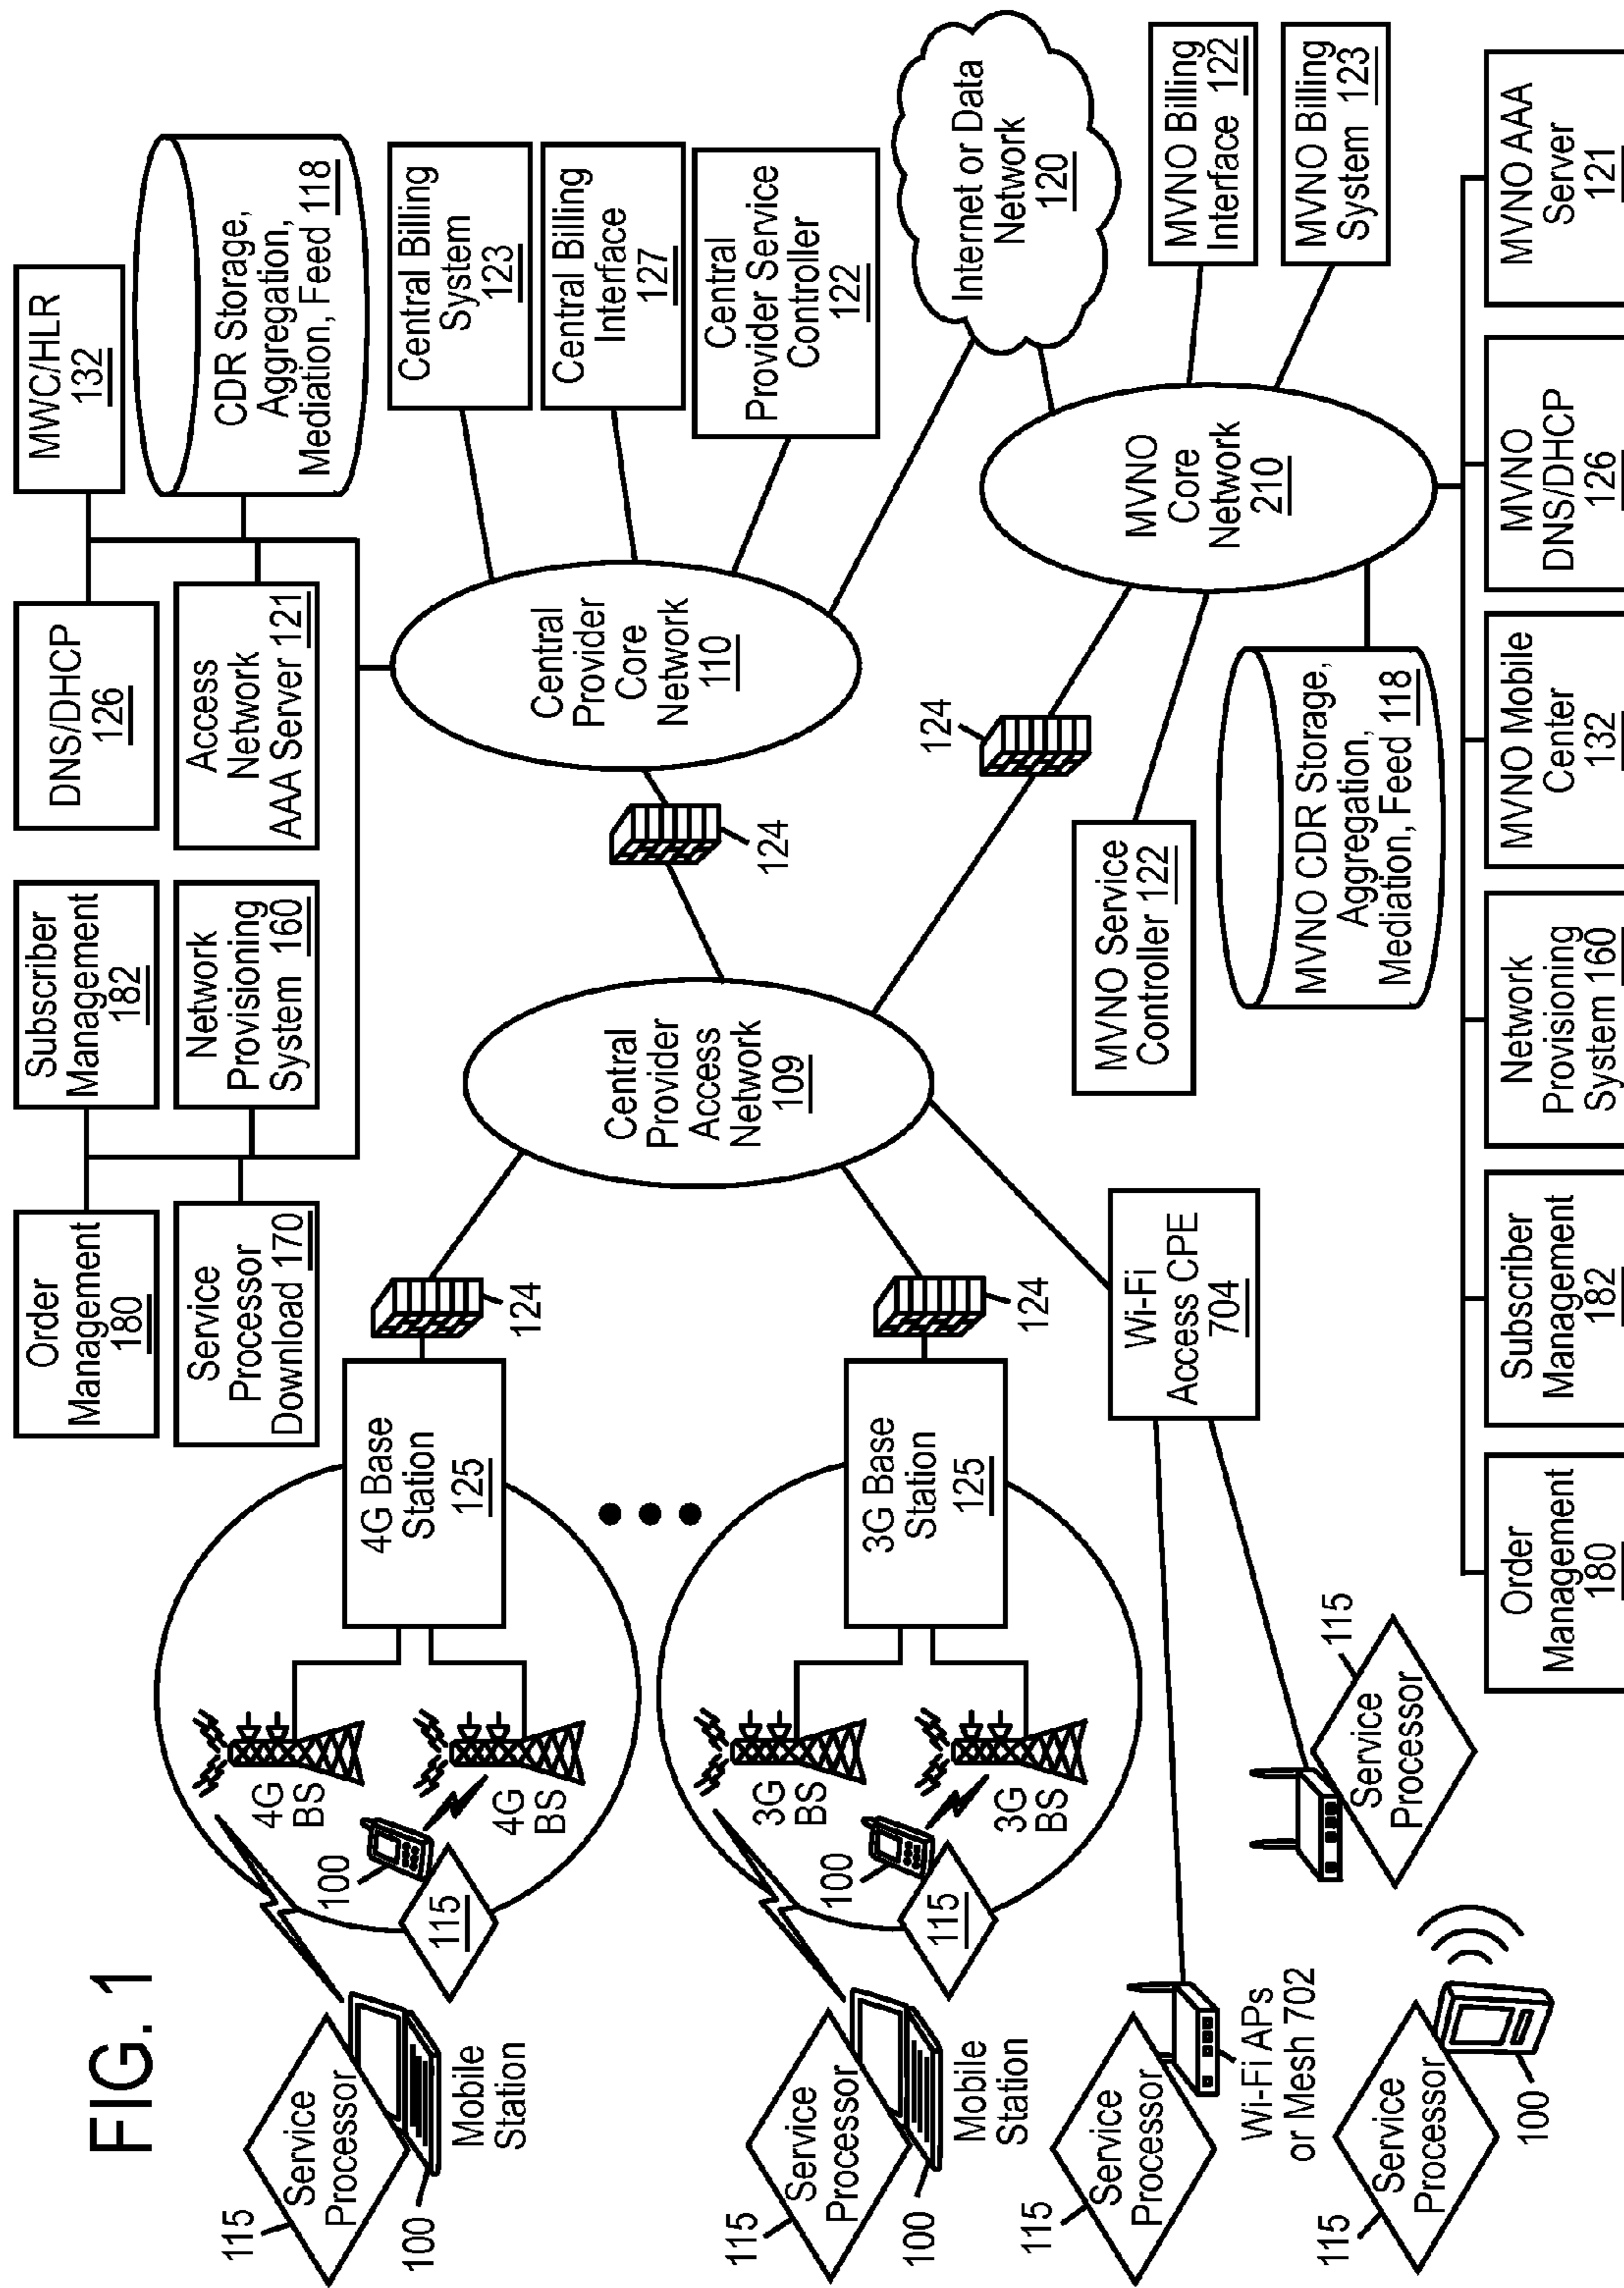 FIG. 1
Order
Management
180
Subscriber
Management
182
DNS/DHCP
126
MWC/HLR
132
Service
Processor
Download 170
Network
Provisioning
System 160
Access
Network
AAA Server 121
CDR Storage,
Aggregation,
Mediation, Feed 118
115
Service
Processor
100
Mobile
Station
4G
BS
100
4G
BS
115
4G Base
Station
125
124
Central
Provider
Access
Network
109
124
Central
Provider
Core
Network
110
Central Billing
System
123
Central Billing
Interface
127
Central
Provider Service
Controller
122
115
Service
Processor
100
Mobile
Station
3G
BS
100
3G
BS
115
3G Base
Station
125
124
124
Internet or Data
Network
120
115
Service
Processor
Wi-Fi APs
or Mesh 702
Wi-Fi
Access CPE
704
MVNO Service
Controller 122
MVNO
Core
Network
210
MVNO Billing
Interface 122
MVNO Billing
System 123
115
Service
Processor
100
115
Service
Processor
MVNO CDR Storage,
Aggregation,
Mediation, Feed 118
Order
Management
180
Subscriber
Management
182
Network
Provisioning
System 160
MVNO Mobile
Center
132
MVNO
DNS/DHCP
126
MVNO AAA
Server
121